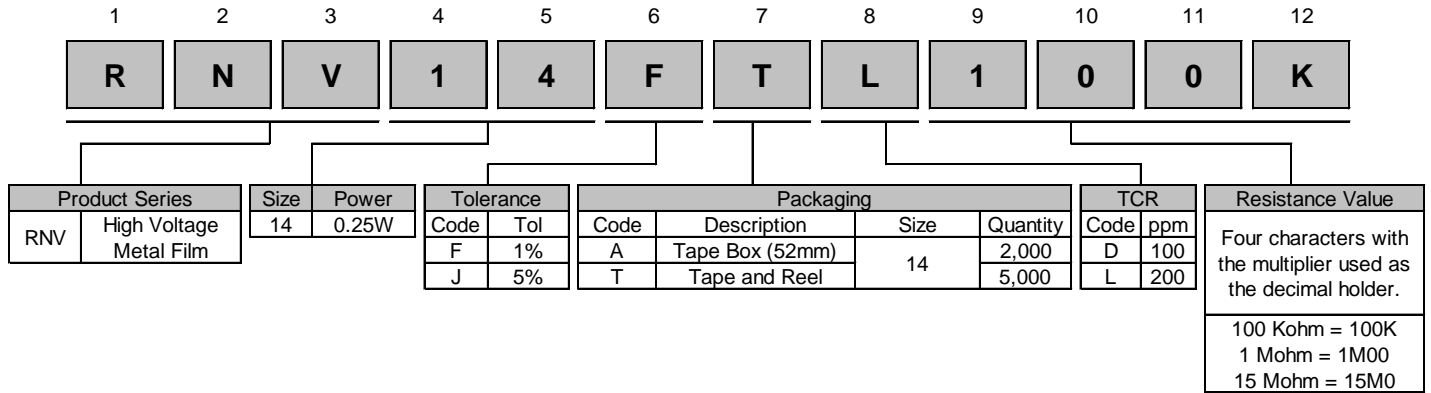 1 2 3 4 5 6 7 8 9 10 11 12
R N V 1 4 F T L 1 0 0 K
Product Series
RNV High Voltage Metal Film
Size Power
14 0.25W
Tolerance
Code Tol
F 1%
J 5%
Packaging
Code Description Size Quantity
A Tape Box (52mm) 14 2,000
T Tape and Reel 5,000
TCR
Code ppm
D 100
L 200
Resistance Value
Four characters with
the multiplier used as
the decimal holder.
100 Kohm = 100K
1 Mohm = 1M00
15 Mohm = 15M0